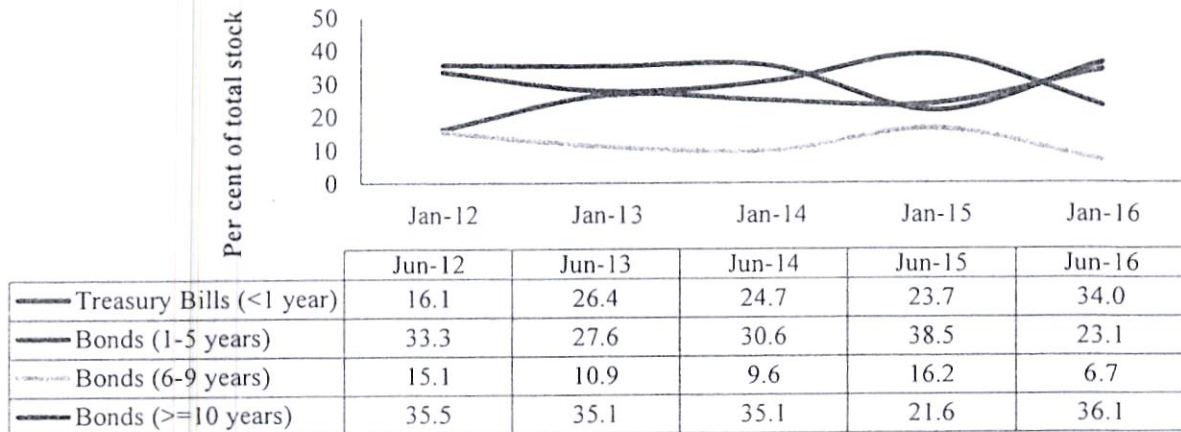 Per cent of total stock
50
40
30
20
10
0
Jan-12 Jan-13 Jan-14 Jan-15 Jan-16
Jun-12 Jun-13 Jun-14 Jun-15 Jun-16
Treasury Bills (<1 year) 16.1 26.4 24.7 23.7 34.0
Bonds (1-5 years) 33.3 27.6 30.6 38.5 23.1
Bonds (6-9 years) 15.1 10.9 9.6 16.2 6.7
Bonds (>=10 years) 35.5 35.1 35.1 21.6 36.1